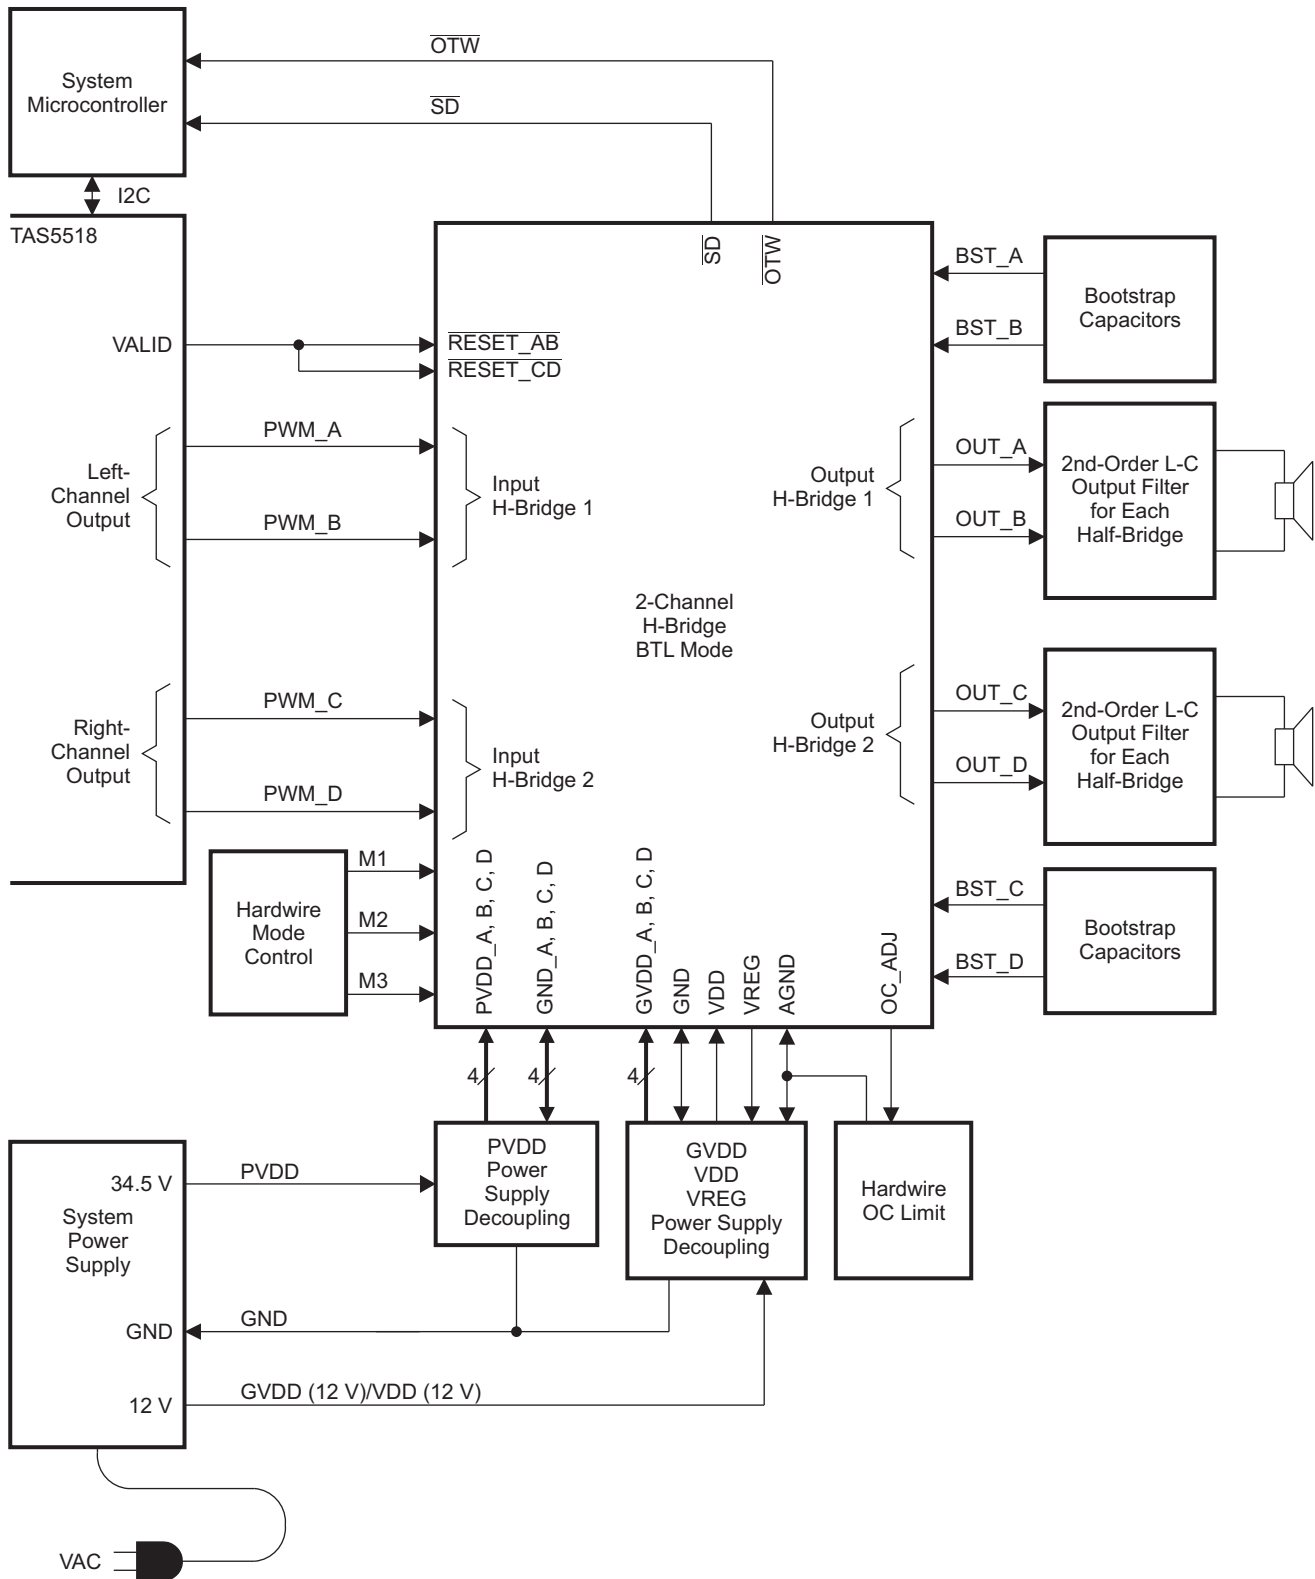 OTW
System
Microcontroller
SD
I2C
TAS5518
SD
OTW
BST_A
Bootstrap
Capacitors
BST_B
VALID
RESET_AB
RESET_CD
PWM_A
Left-
Channel
Output
Input
H-Bridge 1
PWM_B
Output
H-Bridge 1
OUT_A
OUT_B
2nd-Order L-C
Output Filter
for Each
Half-Bridge
2-Channel
H-Bridge
BTL Mode
PWM_C
Right-
Channel
Output
Input
H-Bridge 2
PWM_D
Output
H-Bridge 2
OUT_C
OUT_D
2nd-Order L-C
Output Filter
for Each
Half-Bridge
Hardwire
Mode
Control
M1
M2
M3
PVDD_A, B, C, D
GND_A, B, C, D
GVDD_A, B, C, D
GND
VDD
VREG
AGND
OC_ADJ
BST_C
Bootstrap
Capacitors
BST_D
4
4
4
PVDD
Power
Supply
Decoupling
GVDD
VDD
VREG
Power Supply
Decoupling
Hardwire
OC Limit
34.5 V
PVDD
System
Power
Supply
GND
GND
12 V
GVDD (12 V)/VDD (12 V)
VAC